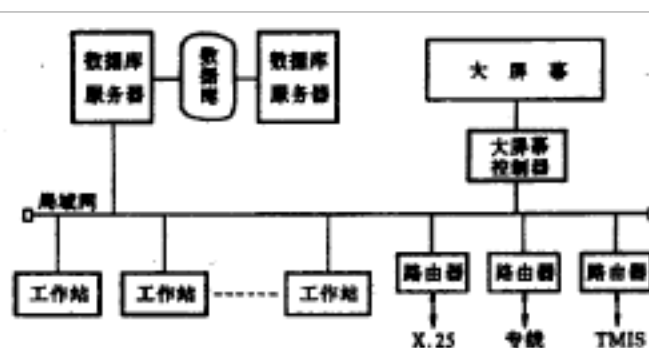 数据库
服务器
数
据
库
数据库
服务器
大 屏 幕
大屏幕
控制器
局域网
工作站
工作站
工作站
路由器
路由器
路由器
X.25
专线
TMIS